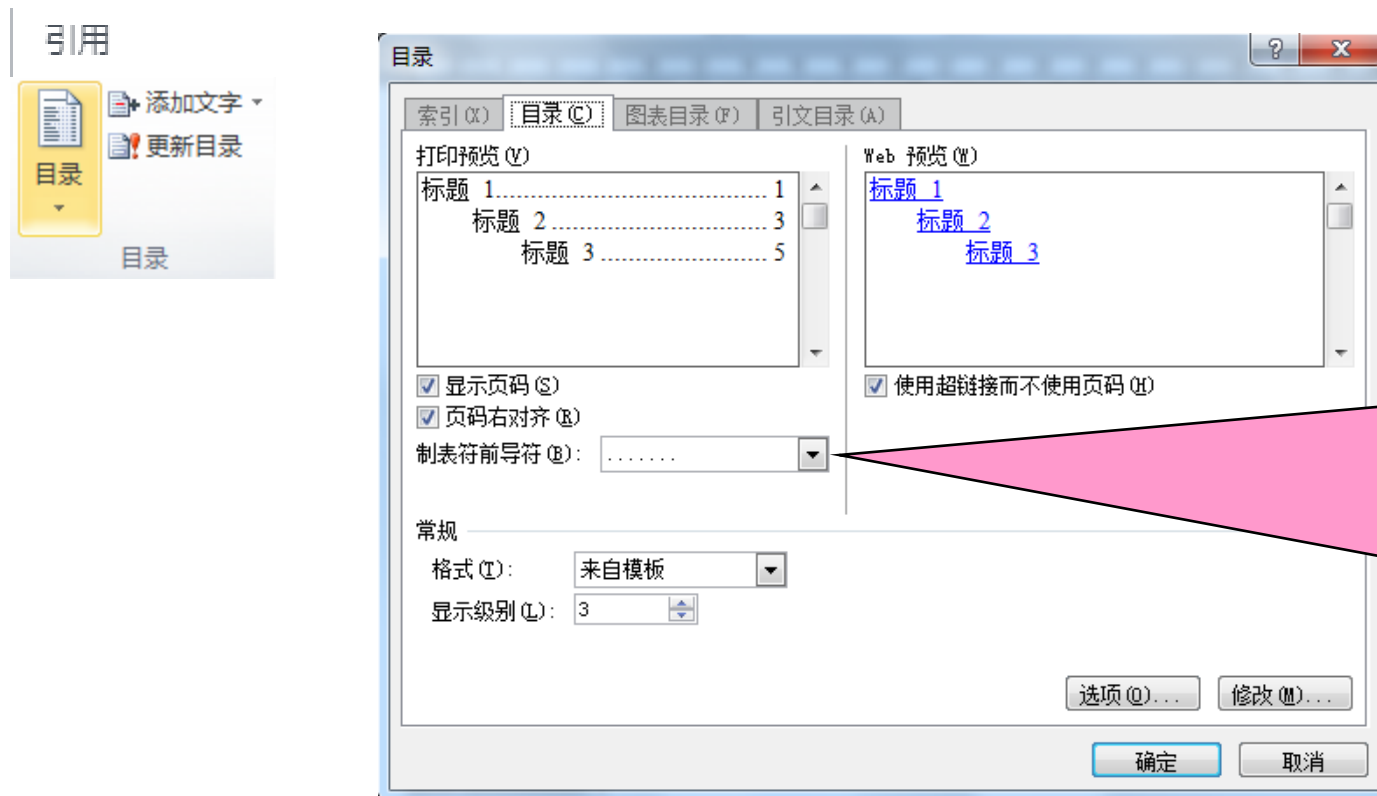 引用
添加文字
更新目录
目录
目录
目录
索引(X) 目录(C) 图表目录(F) 引文目录(A)
打印预览(V)
标题 1.................................. 1
标题 2 ........................... 3
标题 3 ..................... 5
显示页码(S)
页码右对齐(R)
制表符前导符(B): .......
Web 预览(W)
标题 1
标题 2
标题 3
使用超链接而不使用页码(H)
常规
格式(T): 来自模板
显示级别(L): 3
选项(O)... 修改(M)...
确定 取消